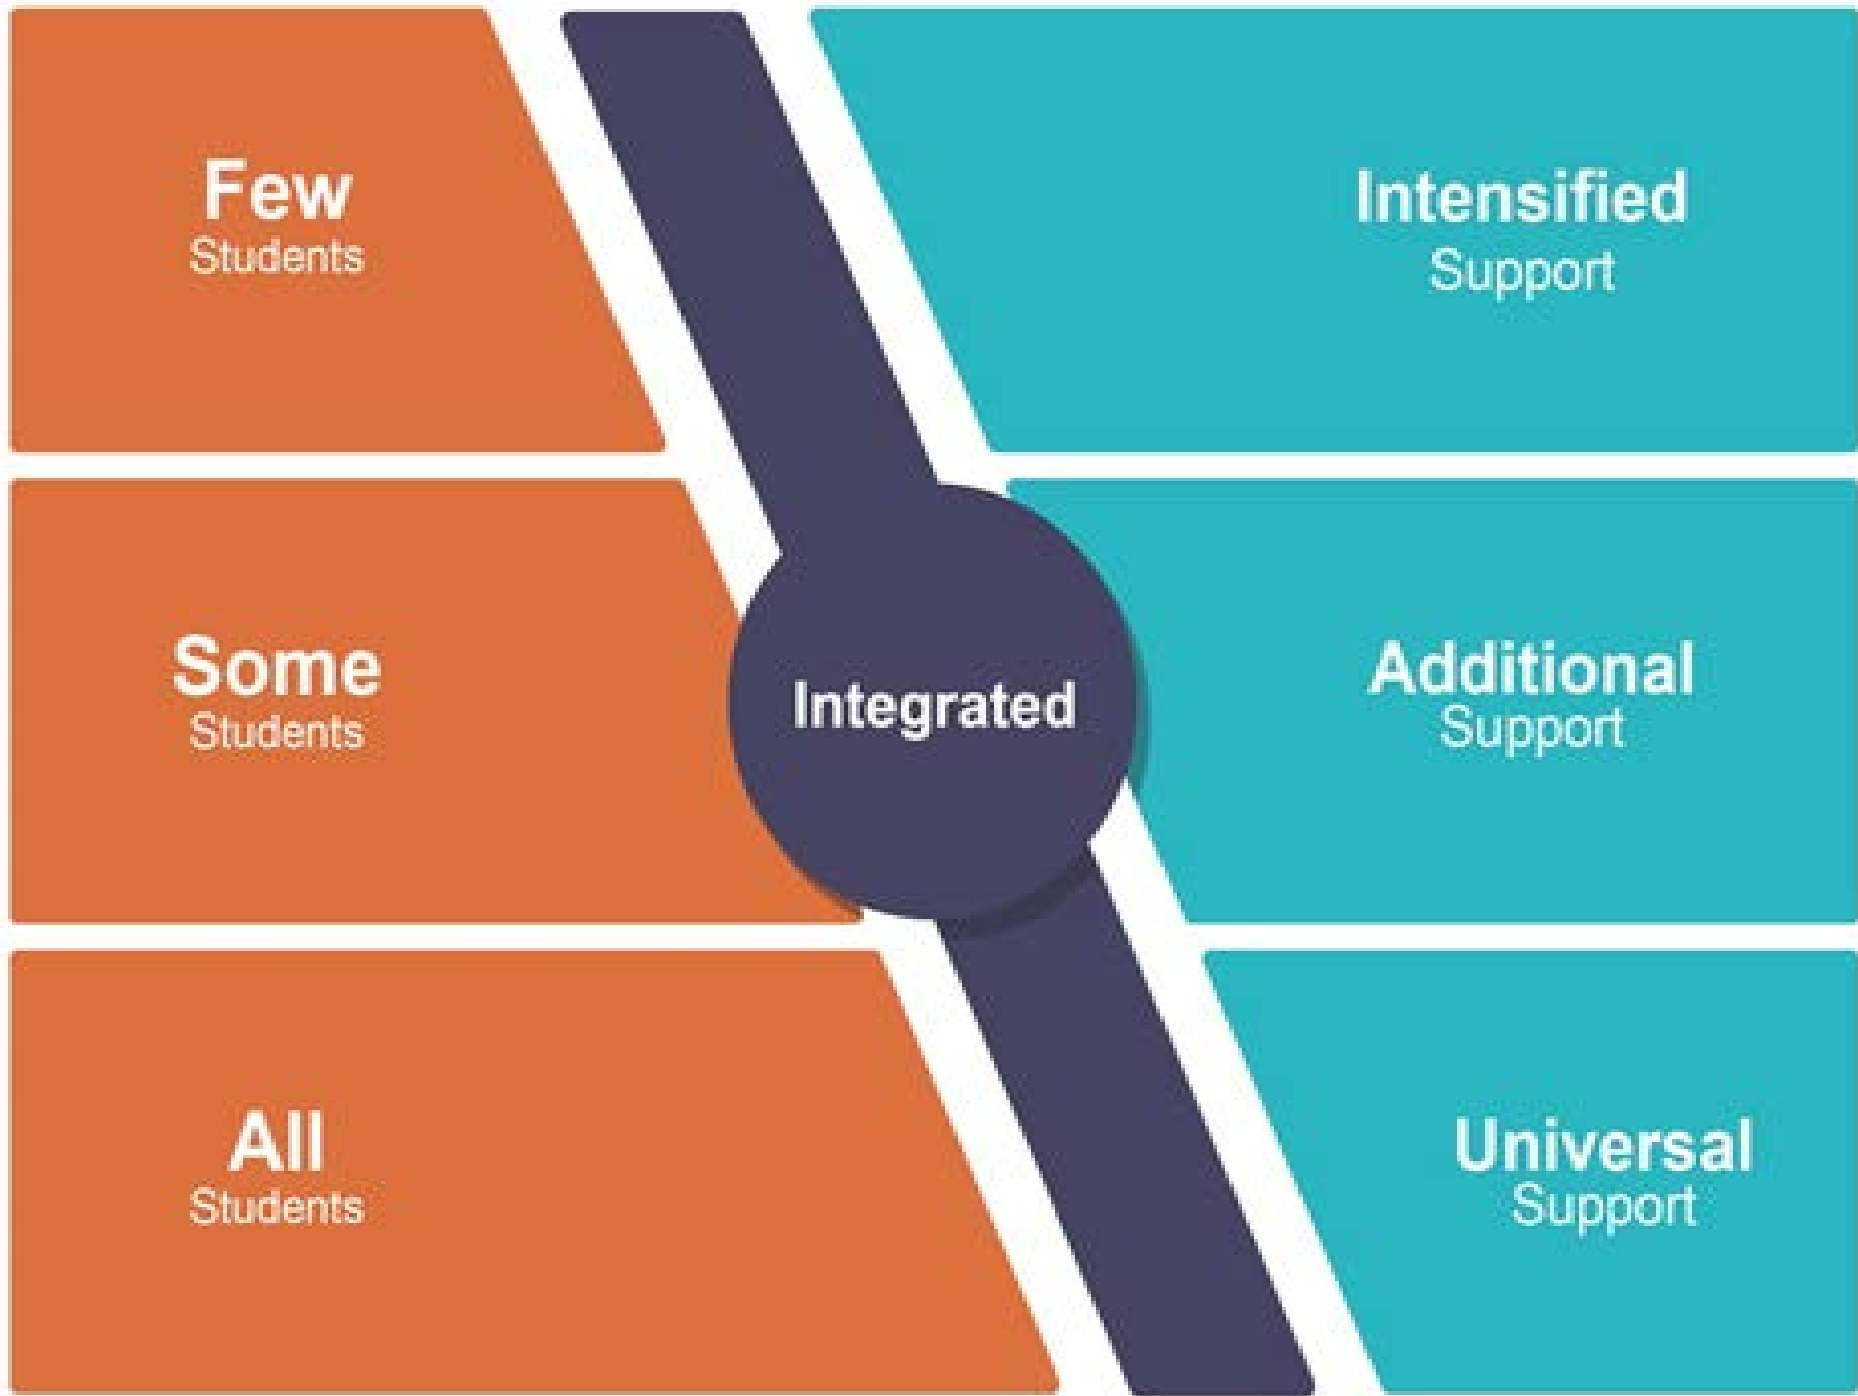 Few
Students
Intensified
Support
Some
Students
Integrated
Additional
Support
All
Students
Universal
Support